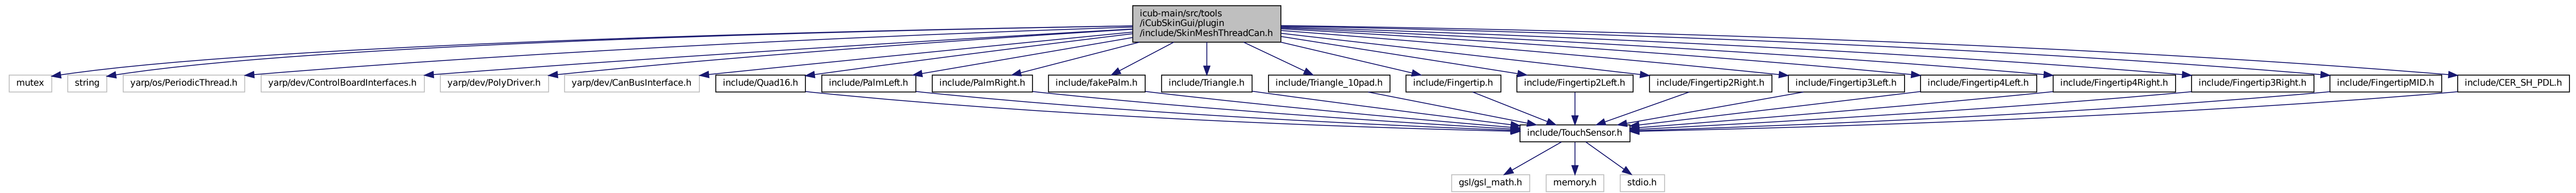 icub-main/src/tools
/iCubSkinGui/plugin
/include/SkinMeshThreadCan.h
mutex
string
yarp/os/PeriodicThread.h
yarp/dev/ControlBoardInterfaces.h
yarp/dev/PolyDriver.h
yarp/dev/CanBusInterface.h
include/Quad16.h
include/PalmLeft.h
include/PalmRight.h
include/fakePalm.h
include/Triangle.h
include/Triangle_10pad.h
include/Fingertip.h
include/Fingertip2Left.h
include/Fingertip2Right.h
include/Fingertip3Left.h
include/Fingertip4Left.h
include/Fingertip4Right.h
include/Fingertip3Right.h
include/FingertipMID.h
include/CER_SH_PDL.h
include/TouchSensor.h
gsl/gsl_math.h
memory.h
stdio.h